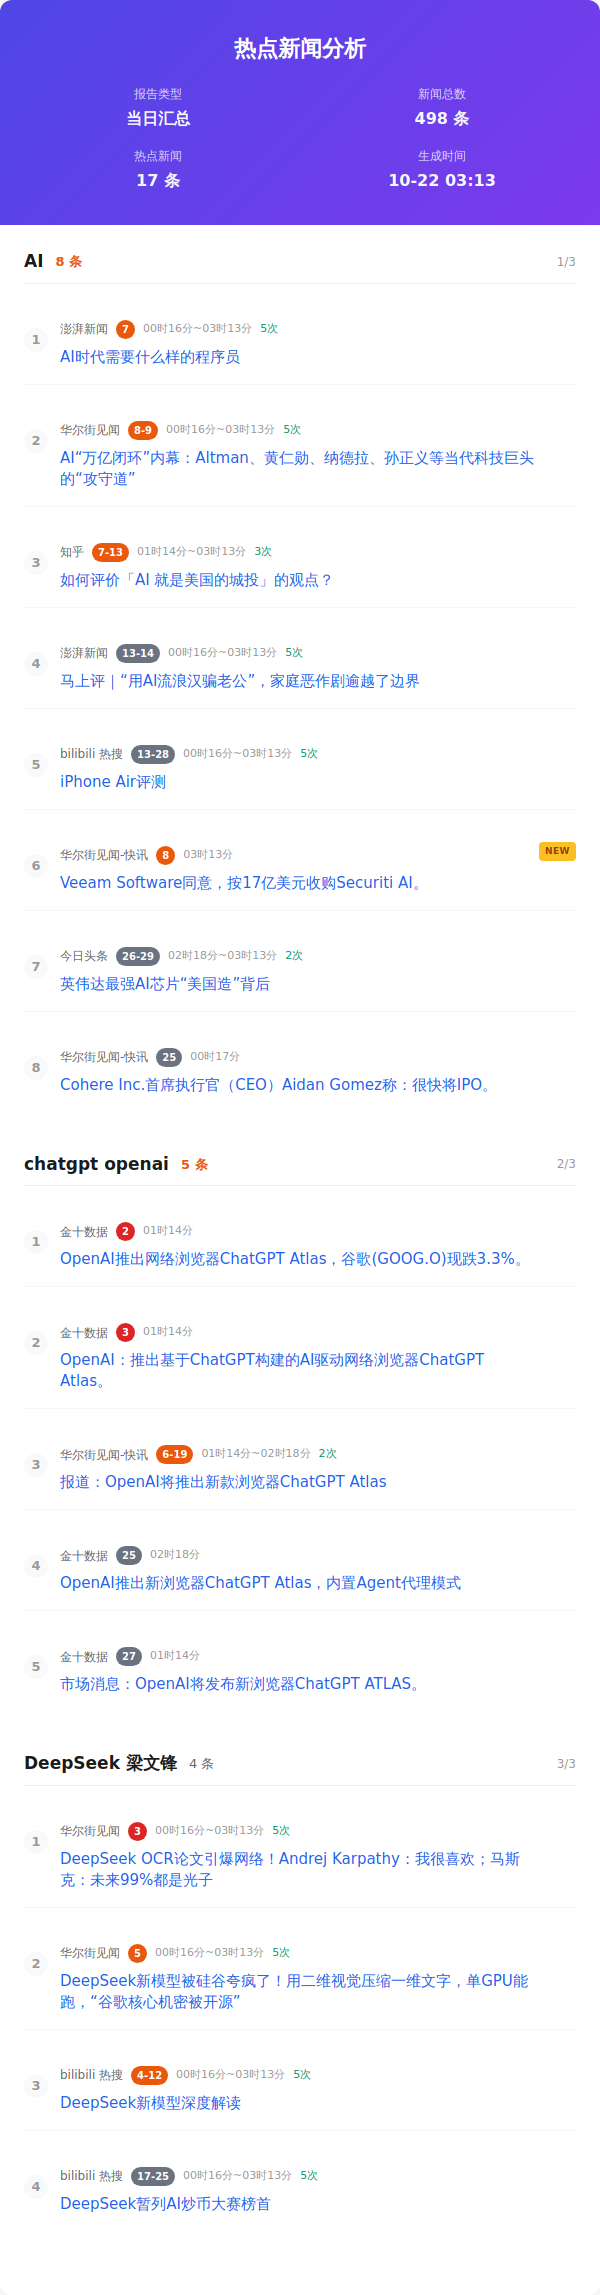 热点新闻分析
报告类型
当日汇总
新闻总数
498 条
热点新闻
17 条
生成时间
10-22 03:13
AI 8 条 1/3
1 澎湃新闻 7 00时16分~03时13分 5次
AI时代需要什么样的程序员
2 华尔街见闻 8-9 00时16分~03时13分 5次
AI“万亿闭环”内幕：Altman、黄仁勋、纳德拉、孙正义等当代科技巨头
的“攻守道”
3 知乎 7-13 01时14分~03时13分 3次
如何评价「AI 就是美国的城投」的观点？
4 澎湃新闻 13-14 00时16分~03时13分 5次
马上评｜“用AI流浪汉骗老公”，家庭恶作剧逾越了边界
5 bilibili 热搜 13-28 00时16分~03时13分 5次
iPhone Air评测
6 华尔街见闻-快讯 8 03时13分 NEW
Veeam Software同意，按17亿美元收购Securiti AI。
7 今日头条 26-29 02时18分~03时13分 2次
英伟达最强AI芯片“美国造”背后
8 华尔街见闻-快讯 25 00时17分
Cohere Inc.首席执行官（CEO）Aidan Gomez称：很快将IPO。
chatgpt openai 5 条 2/3
1 金十数据 2 01时14分
OpenAI推出网络浏览器ChatGPT Atlas，谷歌(GOOG.O)现跌3.3%。
2 金十数据 3 01时14分
OpenAI：推出基于ChatGPT构建的AI驱动网络浏览器ChatGPT
Atlas。
3 华尔街见闻-快讯 6-19 01时14分~02时18分 2次
报道：OpenAI将推出新款浏览器ChatGPT Atlas
4 金十数据 25 02时18分
OpenAI推出新浏览器ChatGPT Atlas，内置Agent代理模式
5 金十数据 27 01时14分
市场消息：OpenAI将发布新浏览器ChatGPT ATLAS。
DeepSeek 梁文锋 4 条 3/3
1 华尔街见闻 3 00时16分~03时13分 5次
DeepSeek OCR论文引爆网络！Andrej Karpathy：我很喜欢；马斯
克：未来99%都是光子
2 华尔街见闻 5 00时16分~03时13分 5次
DeepSeek新模型被硅谷夸疯了！用二维视觉压缩一维文字，单GPU能
跑，“谷歌核心机密被开源”
3 bilibili 热搜 4-12 00时16分~03时13分 5次
DeepSeek新模型深度解读
4 bilibili 热搜 17-25 00时16分~03时13分 5次
DeepSeek暂列AI炒币大赛榜首